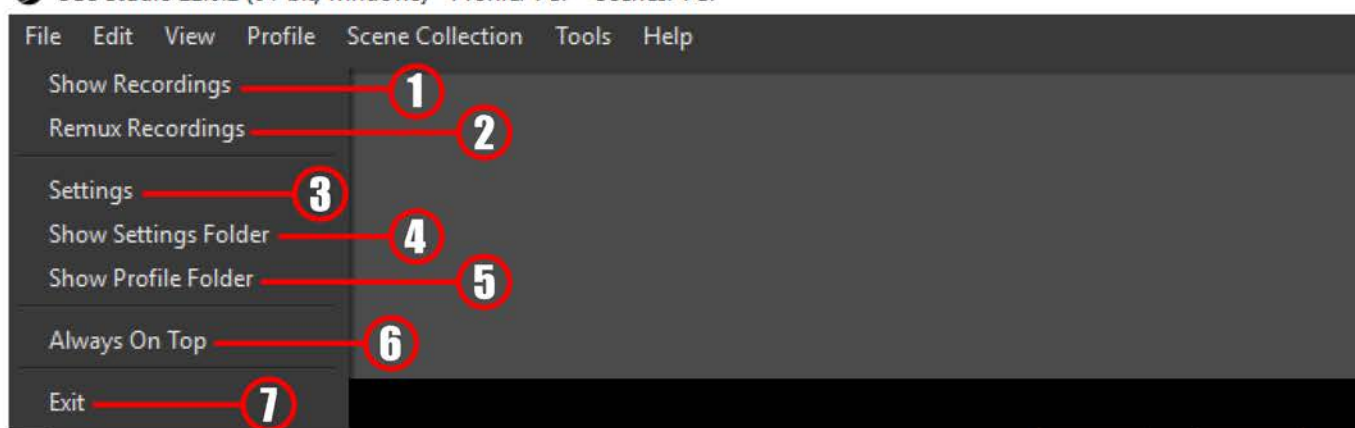 File Edit View Profile Scene Collection Tools Help
Show Recordings 1
Remux Recordings 2
Settings 3
Show Settings Folder 4
Show Profile Folder 5
Always On Top 6
Exit 7